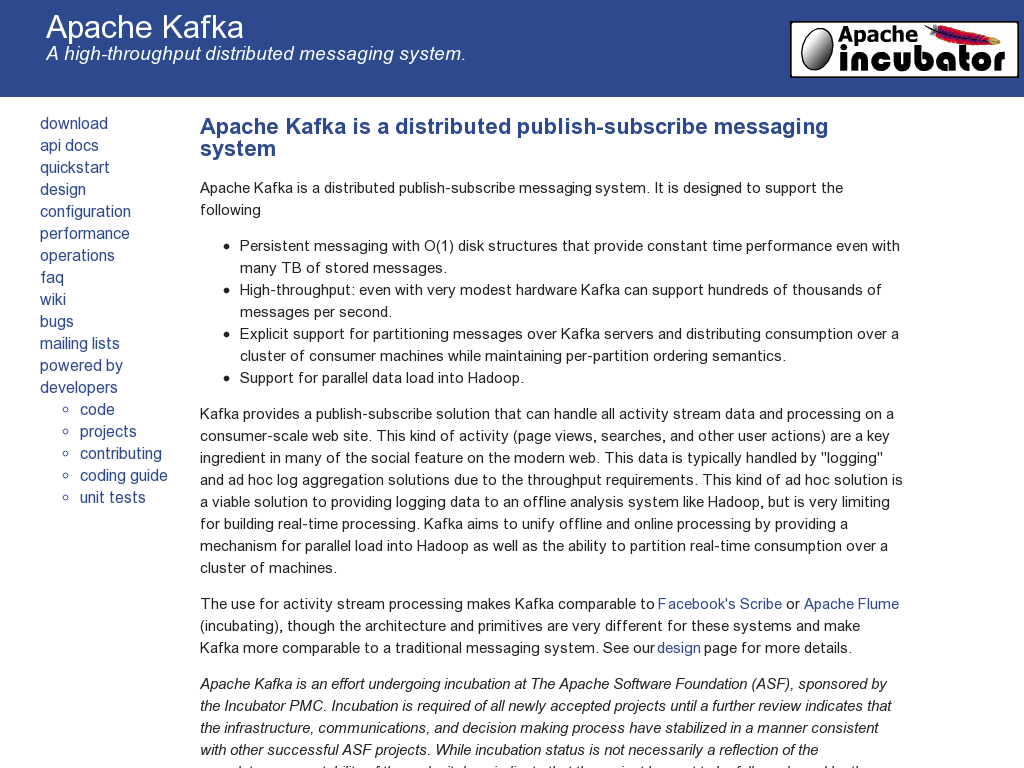 Apache Kafka
A high-throughput distributed messaging system.
Apache
incubator
download
api docs
quickstart
design
configuration
performance
operations
faq
wiki
bugs
mailing lists
powered by
developers
code
projects
contributing
coding guide
unit tests
Apache Kafka is a distributed publish-subscribe messaging
system
Apache Kafka is a distributed publish-subscribe messaging system. It is designed to support the
following
Persistent messaging with O(1) disk structures that provide constant time performance even with
many TB of stored messages.
High-throughput: even with very modest hardware Kafka can support hundreds of thousands of
messages per second.
Explicit support for partitioning messages over Kafka servers and distributing consumption over a
cluster of consumer machines while maintaining per-partition ordering semantics.
Support for parallel data load into Hadoop.
Kafka provides a publish-subscribe solution that can handle all activity stream data and processing on a
consumer-scale web site. This kind of activity (page views, searches, and other user actions) are a key
ingredient in many of the social feature on the modern web. This data is typically handled by "logging"
and ad hoc log aggregation solutions due to the throughput requirements. This kind of ad hoc solution is
a viable solution to providing logging data to an offline analysis system like Hadoop, but is very limiting
for building real-time processing. Kafka aims to unify offline and online processing by providing a
mechanism for parallel load into Hadoop as well as the ability to partition real-time consumption over a
cluster of machines.
The use for activity stream processing makes Kafka comparable to Facebook's Scribe or Apache Flume
(incubating), though the architecture and primitives are very different for these systems and make
Kafka more comparable to a traditional messaging system. See our design page for more details.
Apache Kafka is an effort undergoing incubation at The Apache Software Foundation (ASF), sponsored by
the Incubator PMC. Incubation is required of all newly accepted projects until a further review indicates that
the infrastructure, communications, and decision making process have stabilized in a manner consistent
with other successful ASF projects. While incubation status is not necessarily a reflection of the